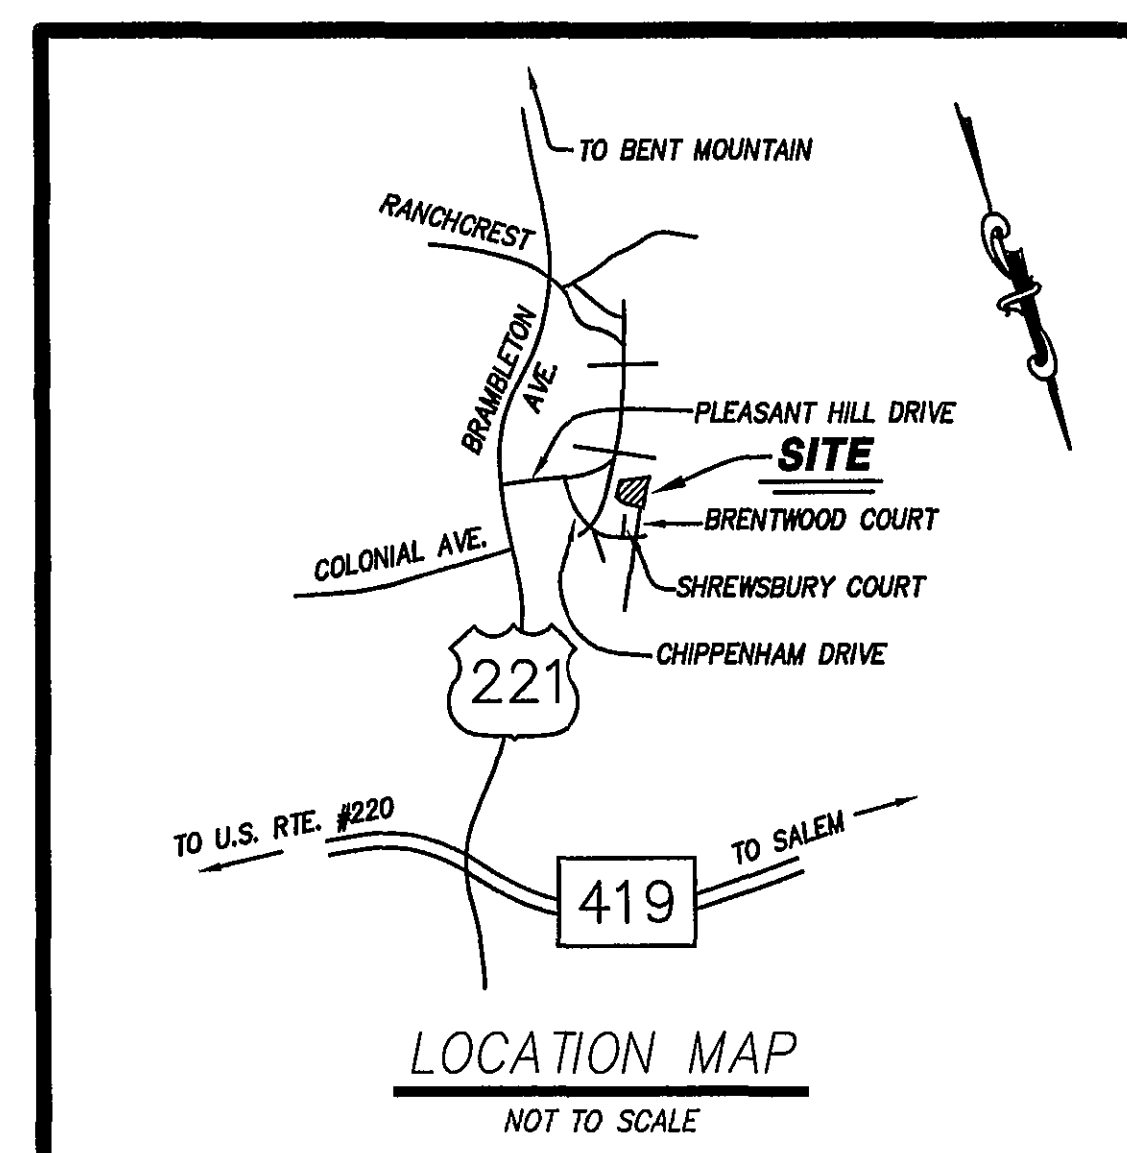 TO BENT MOUNTAIN
RANCHCREST
BRAMBLETON
AVE.
PLEASANT HILL DRIVE
SITE
BRENTWOOD COURT
COLONIAL AVE.
SHREWSBURY COURT
CHIPPENHAM DRIVE
221
TO U.S. RTE. #220
TO SALEM
419
LOCATION MAP
NOT TO SCALE